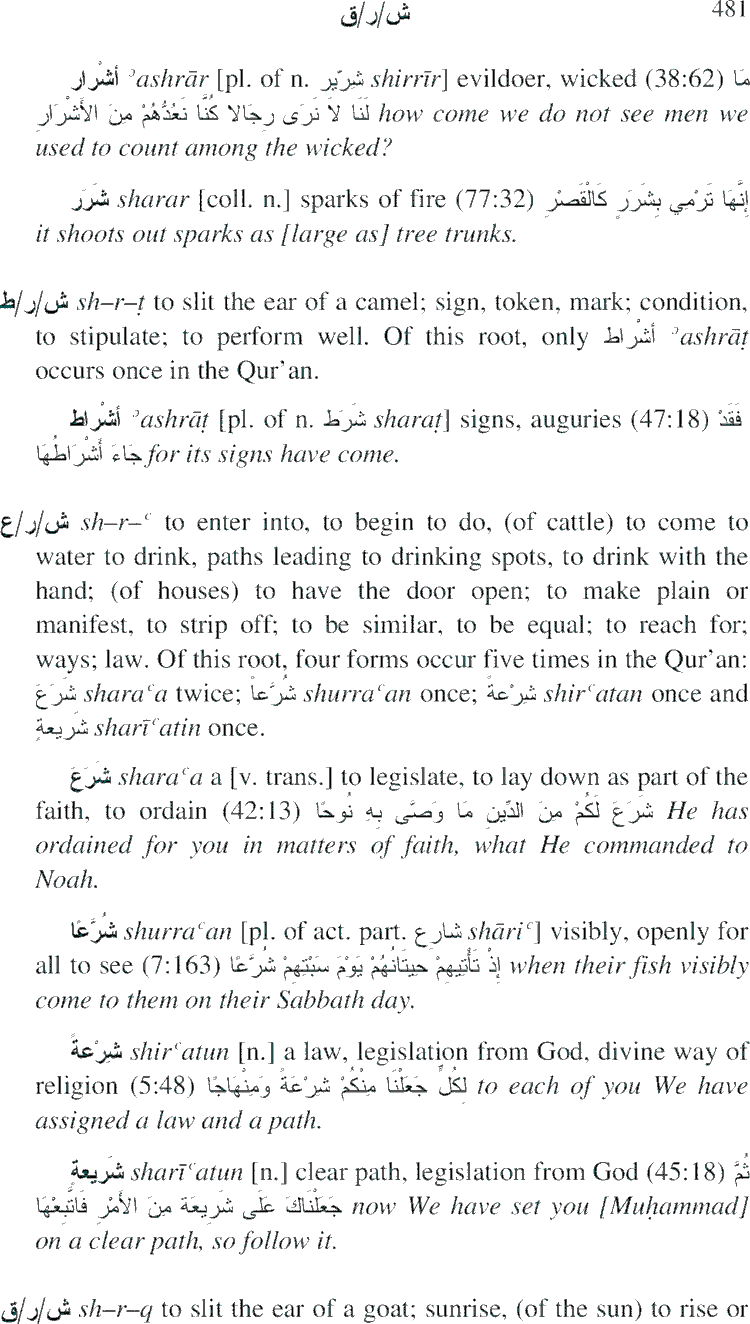 ش/ر/ق 481
أَشْرار ʾashrār [pl. of n. شِرِّير shirrīr] evildoer, wicked (38:62) مَا
لَنَا لاَ نَرَى رِجَالا كُنَّا نَعُدُّهُمْ مِنَ الأَشْرَارِ how come we do not see men we
used to count among the wicked?
شَرَر sharar [coll. n.] sparks of fire (77:32) إِنَّهَا تَرْمِي بِشَرَرٍ كَالْقَصْرِ
it shoots out sparks as [large as] tree trunks.
ش/ر/ط sh–r–ṭ to slit the ear of a camel; sign, token, mark; condition,
to stipulate; to perform well. Of this root, only أَشْراط ʾashrāṭ
occurs once in the Qur'an.
أَشْراط ʾashrāṭ [pl. of n. شَرَط sharaṭ] signs, auguries (47:18) فَقَدْ
جَاءَ أَشْرَاطُهَا for its signs have come.
ش/ر/ع sh–r–ʿ to enter into, to begin to do, (of cattle) to come to
water to drink, paths leading to drinking spots, to drink with the
hand; (of houses) to have the door open; to make plain or
manifest, to strip off; to be similar, to be equal; to reach for;
ways; law. Of this root, four forms occur five times in the Qur'an:
شَرَعَ sharaʿa twice; شُرَّعاً shurraʿan once; شِرْعةً shirʿatan once and
شَريعةٍ sharīʿatin once.
شَرَعَ sharaʿa a [v. trans.] to legislate, to lay down as part of the
faith, to ordain (42:13) شَرَعَ لَكُمْ مِنَ الدِّينِ مَا وَصَّى بِهِ نُوحًا He has
ordained for you in matters of faith, what He commanded to
Noah.
شُرَّعًا shurraʿan [pl. of act. part. شارِع shāriʿ] visibly, openly for
all to see (7:163) إِذْ تَأْتِيهِمْ حِيتَانُهُمْ يَوْمَ سَبْتِهِمْ شُرَّعًا when their fish visibly
come to them on their Sabbath day.
شِرْعةً shirʿatun [n.] a law, legislation from God, divine way of
religion (5:48) لِكُلٍّ جَعَلْنَا مِنْكُمْ شِرْعَةً وَمِنْهَاجًا to each of you We have
assigned a law and a path.
شَريعةٍ sharīʿatun [n.] clear path, legislation from God (45:18) ثُمَّ
جَعَلْنَاكَ عَلَى شَرِيعَة مِنَ الأَمْرِ فَاتَّبِعْهَا now We have set you [Muḥammad]
on a clear path, so follow it.
ش/ر/ق sh–r–q to slit the ear of a goat; sunrise, (of the sun) to rise or